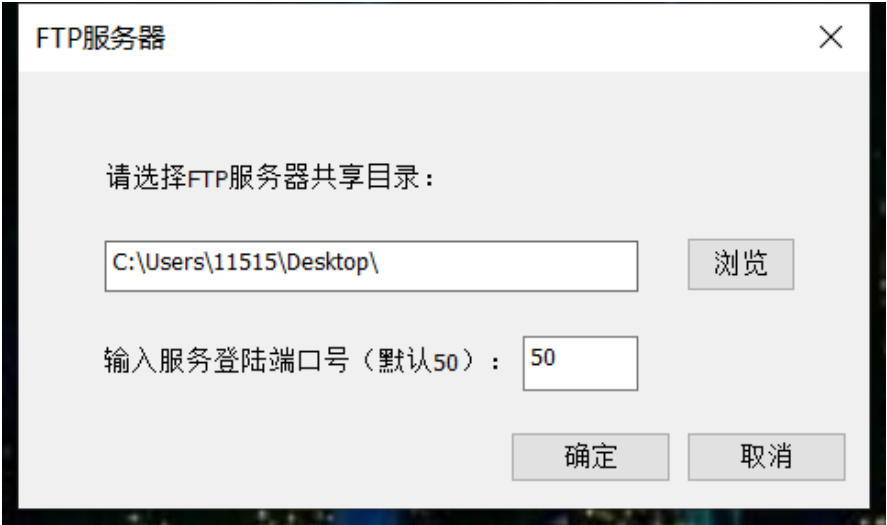 FTP服务器
请选择FTP服务器共享目录：
C:\Users\11515\Desktop\
浏览
输入服务登陆端口号（默认50）：
50
确定
取消